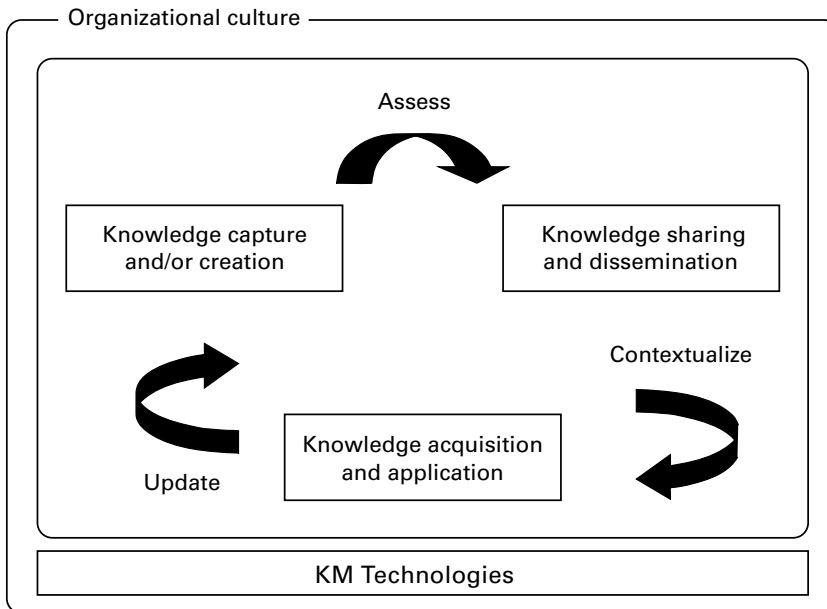 Organizational culture
Assess
Knowledge capture
and/or creation
Knowledge sharing
and dissemination
Contextualize
Knowledge acquisition
and application
Update
KM Technologies